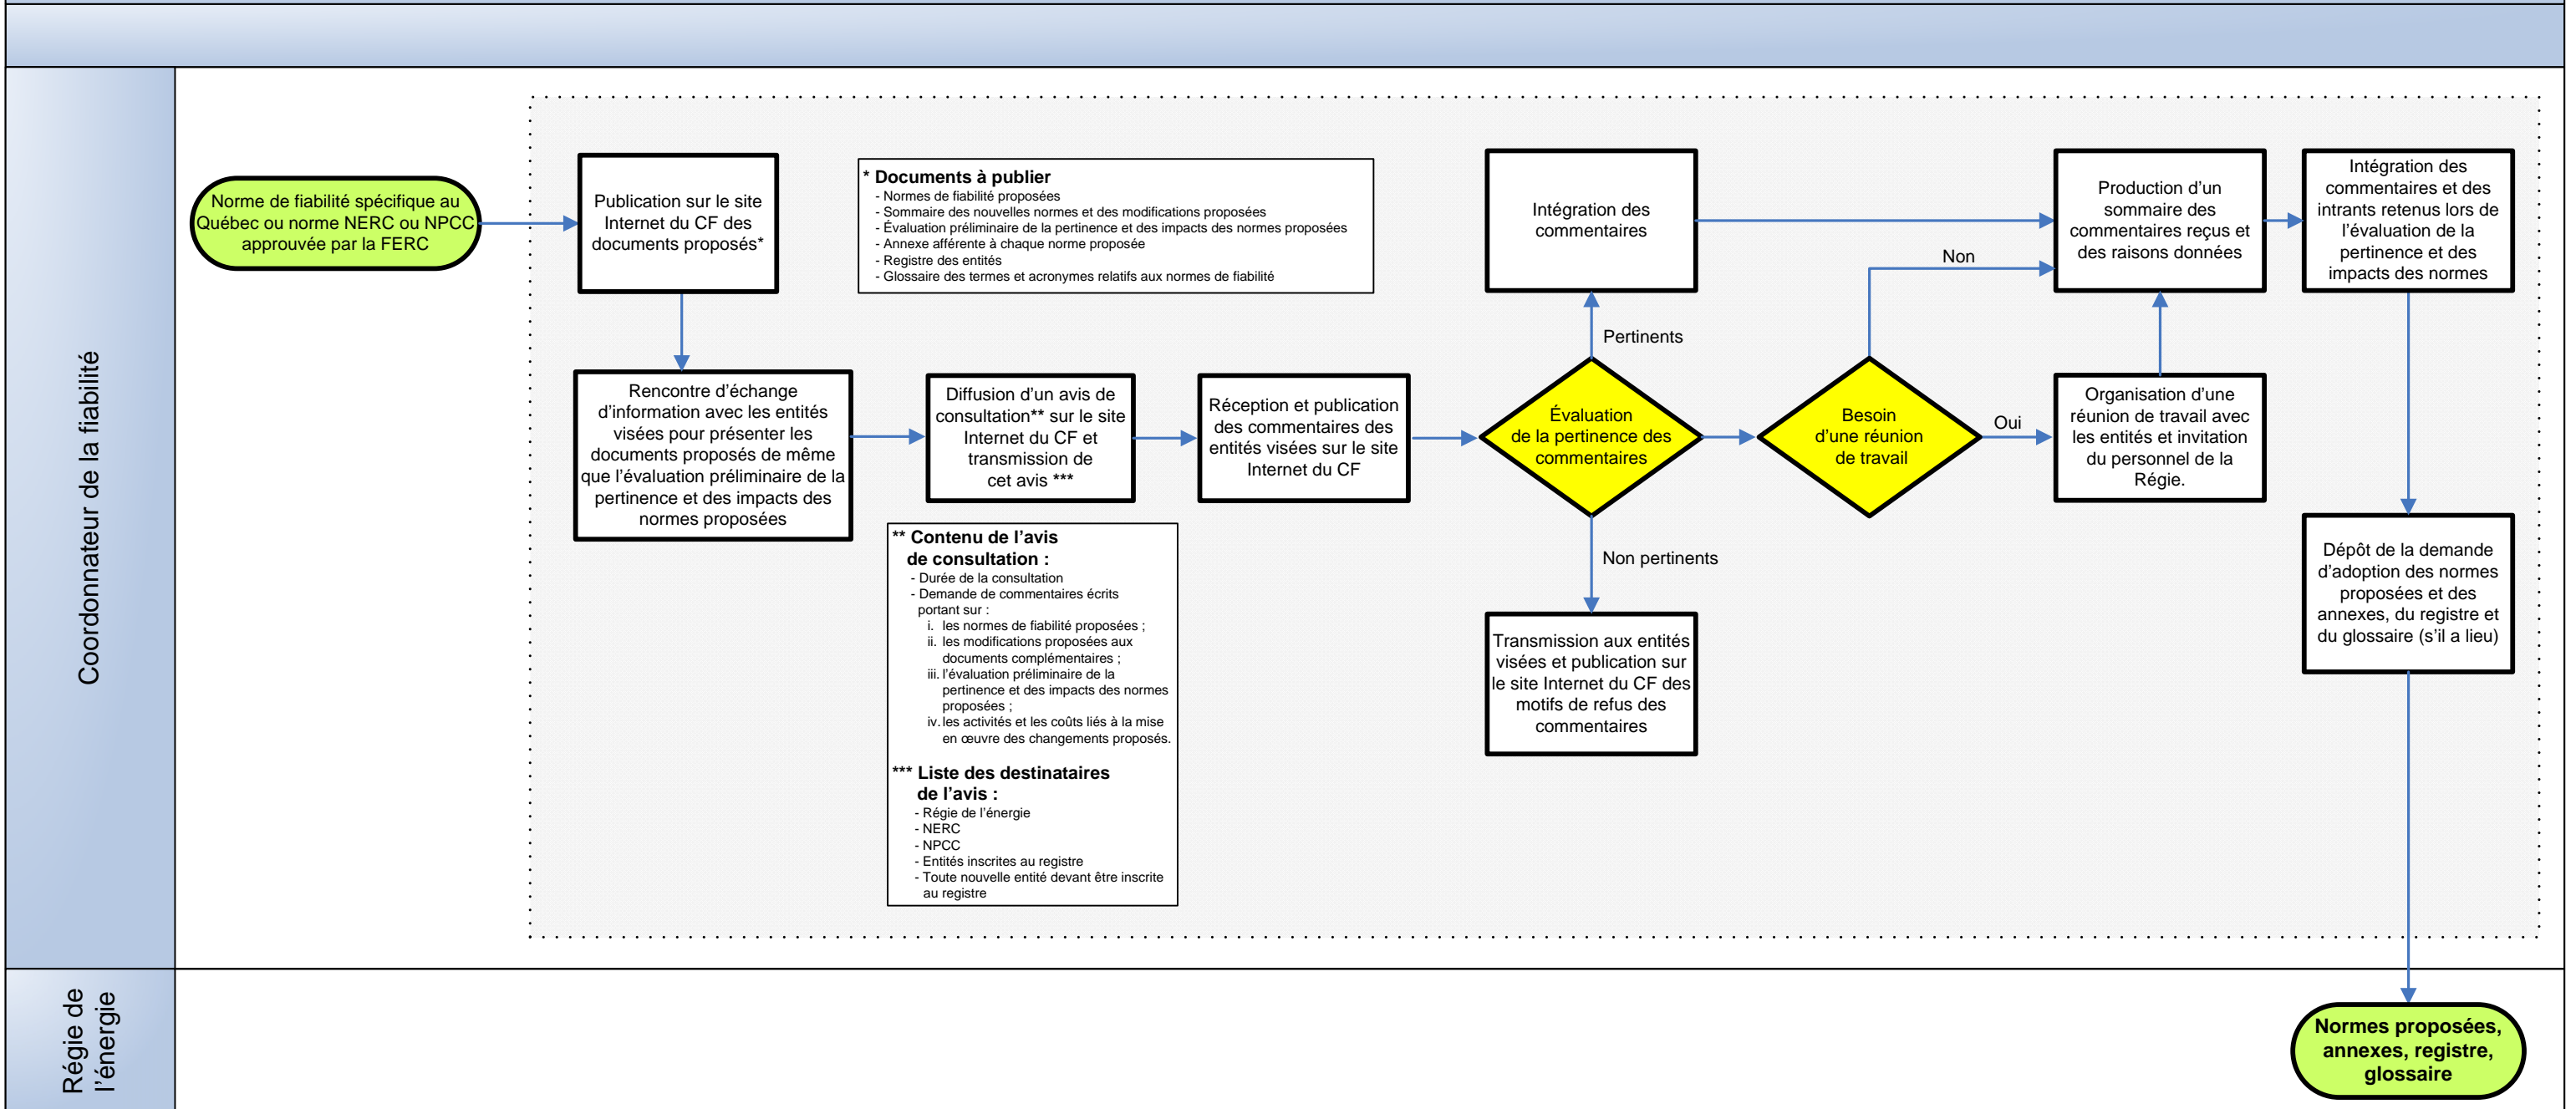 Coordonnateur de la fiabilité
Norme de fiabilité spécifique au
Québec ou norme NERC ou NPCC
approuvée par la FERC
Publication sur le site
Internet du CF des
documents proposés*
* Documents à publier
- Normes de fiabilité proposées
- Sommaire des nouvelles normes et des modifications proposées
- Évaluation préliminaire de la pertinence et des impacts des normes proposées
- Annexe afférente à chaque norme proposée
- Registre des entités
- Glossaire des termes et acronymes relatifs aux normes de fiabilité
Intégration des
commentaires
Production d’un
sommaire des
commentaires reçus et
des raisons données
Intégration des
commentaires et des
intrants retenus lors de
l’évaluation de la
pertinence et des
impacts des normes
Non
Pertinents
Rencontre d’échange
d’information avec les entités
visées pour présenter les
documents proposés de même
que l’évaluation préliminaire de la
pertinence et des impacts des
normes proposées
Diffusion d’un avis de
consultation** sur le site
Internet du CF et
transmission de
cet avis ***
Réception et publication
des commentaires des
entités visées sur le site
Internet du CF
Évaluation
de la pertinence des
commentaires
Besoin
d’une réunion
de travail
Oui
Organisation d’une
réunion de travail avec
les entités et invitation
du personnel de la
Régie.
** Contenu de l’avis
de consultation :
- Durée de la consultation
- Demande de commentaires écrits
portant sur :
i. les normes de fiabilité proposées ;
ii. les modifications proposées aux
documents complémentaires ;
iii. l’évaluation préliminaire de la
pertinence et des impacts des normes
proposées ;
iv. les activités et les coûts liés à la mise
en œuvre des changements proposés.
*** Liste des destinataires
de l’avis :
- Régie de l’énergie
- NERC
- NPCC
- Entités inscrites au registre
- Toute nouvelle entité devant être inscrite
au registre
Non pertinents
Transmission aux entités
visées et publication sur
le site Internet du CF des
motifs de refus des
commentaires
Dépôt de la demande
d’adoption des normes
proposées et des
annexes, du registre et
du glossaire (s’il a lieu)
Régie de
l’énergie
Normes proposées,
annexes, registre,
glossaire